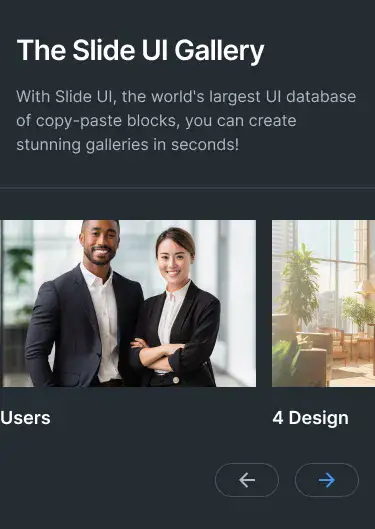 The Slide UI Gallery
With Slide UI, the world's largest UI database
of copy-paste blocks, you can create
stunning galleries in seconds!
Users
4 Design